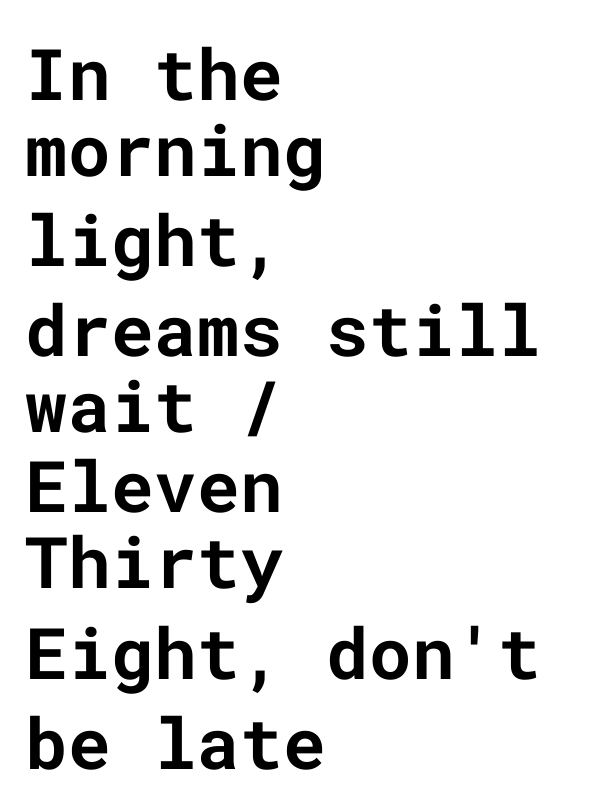 In the
morning
light,
dreams still
wait /
Eleven
Thirty
Eight, don't
be late